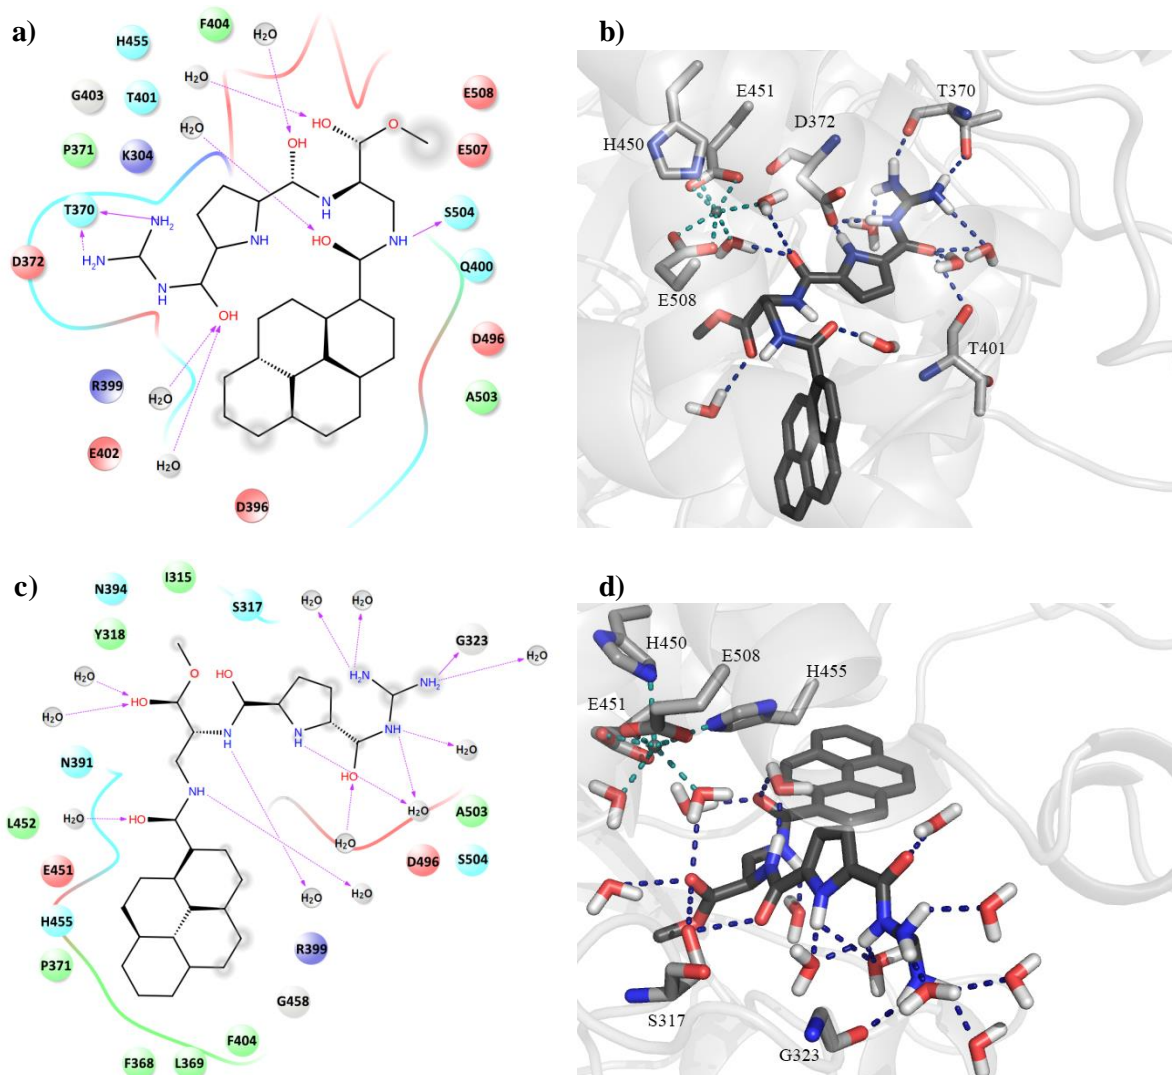 a)
F404
H₂O
H455
H₂O
G403
T401
E508
HO
O
H₂O
OH
P371
K304
E507
N
H
T370
NH₂
HO
NH
S504
NH
H₂N
D372
Q400
NH
OH
D496
R399
H₂O
A503
E402
H₂O
D396
b)
E451
T370
D372
H450
E508
T401
c)
I315
N394
S317
H₂O
H₂O
Y318
G323
H₂O
H₂O
O
HO
H₂N
NH₂
HO
H₂O
N
H
NH
NH
H₂O
N391
NH
HO
H₂O
A503
L452
H₂O
HO
H₂O
D496
S504
E451
H₂O
H₂O
H455
R399
P371
G458
F404
F368
L369
d)
H450
E508
H455
E451
S317
G323